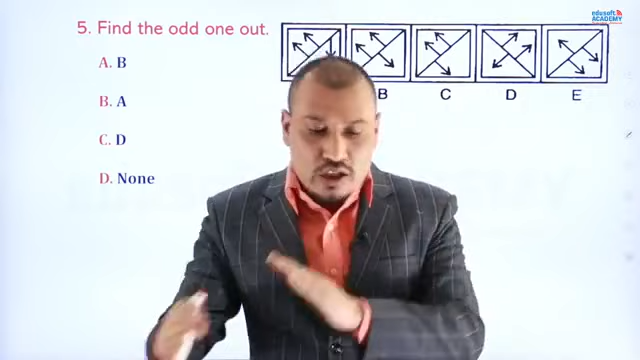 edusoft
ACADEMY
5. Find the odd one out.
A. B
B. A
C. D
D. None
B C D E